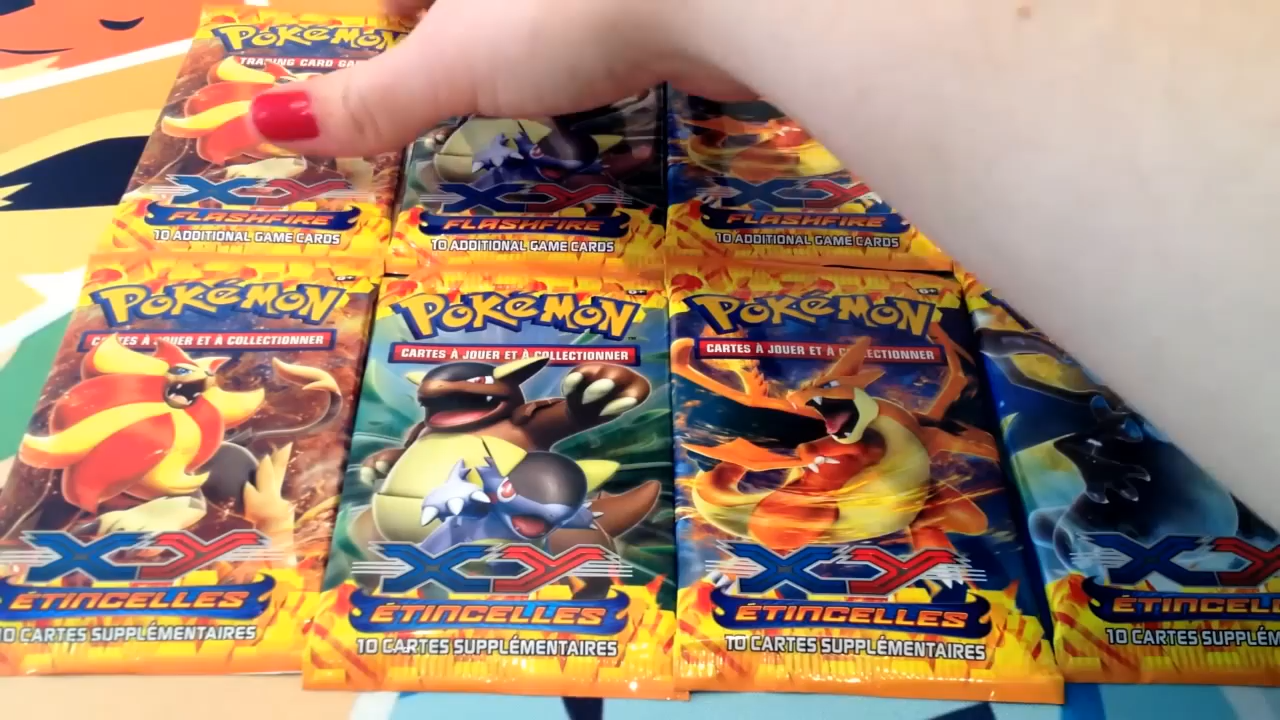 POKÉMON
TRADING CARD GA
XY
FLASHFIRE
10 ADDITIONAL GAME CARDS
XY
FLASHFIRE
10 ADDITIONAL GAME CARDS
XY
FLASHFIRE
10 ADDITIONAL GAME CARDS
POKÉMON
CARTES À JOUER ET À COLLECTIONNER
XY
ÉTINCELLES
10 CARTES SUPPLÉMENTAIRES
POKÉMON
CARTES À JOUER ET À COLLECTIONNER
XY
ÉTINCELLES
10 CARTES SUPPLÉMENTAIRES
POKÉMON
CARTES À JOUER ET À COLLECTIONNER
XY
ÉTINCELLES
10 CARTES SUPPLÉMENTAIRES
XY
ÉTINCELL
10 CARTES SUPPLÉM